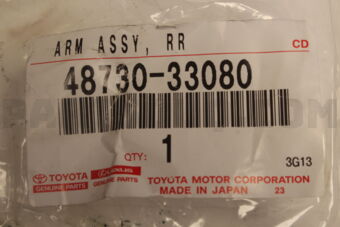 ARM ASSY, RR
CD
48730-33080
QTY: 1
3G13
TOYOTA LEXUS
GENUINE PARTS GENUINE PARTS
TOYOTA MOTOR CORPORATION
MADE IN JAPAN 23